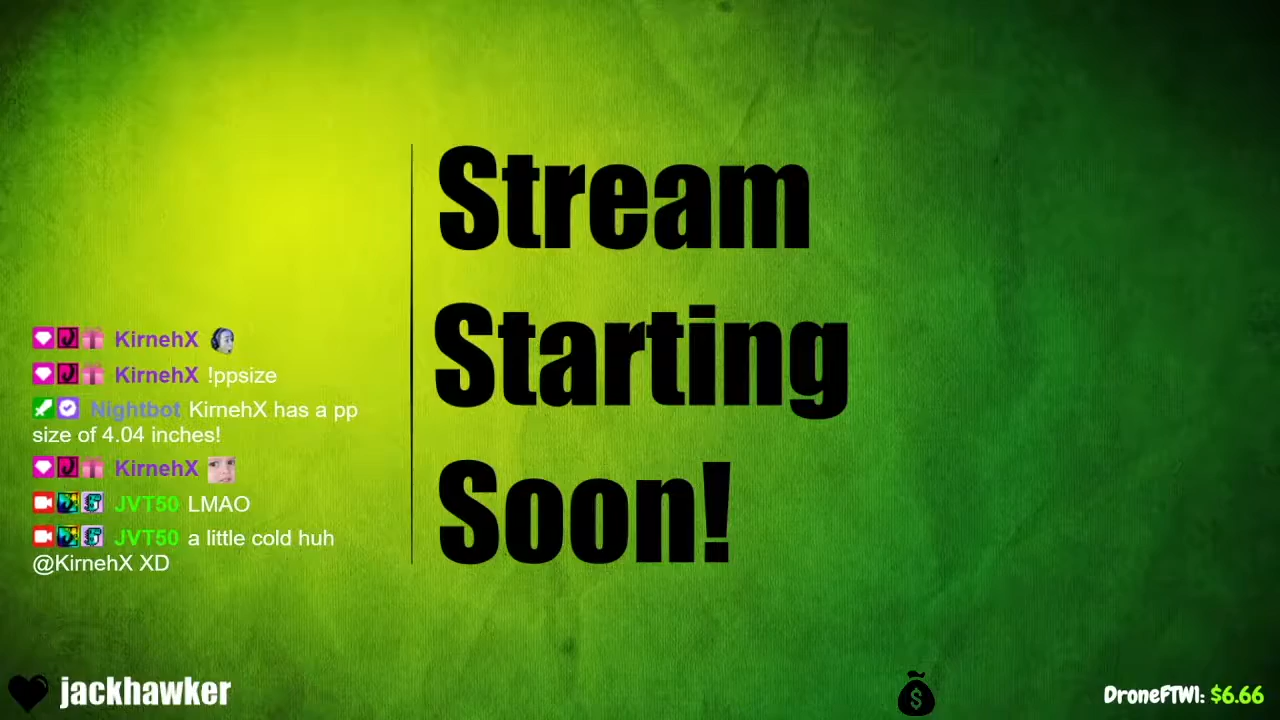 Stream
Starting
Soon!
KirnehX
KirnehX !ppsize
Nightbot KirnehX has a pp
size of 4.04 inches!
KirnehX
JVT50 LMAO
JVT50 a little cold huh
@KirnehX XD
jackhawker
$
DroneFTW1: $6.66